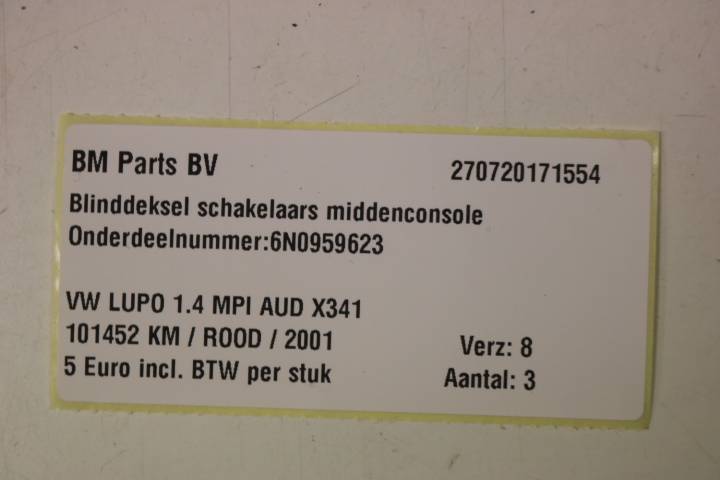 BM Parts BV 270720171554
Blinddeksel schakelaars middenconsole
Onderdeelnummer:6N0959623
VW LUPO 1.4 MPI AUD X341
101452 KM / ROOD / 2001 Verz: 8
5 Euro incl. BTW per stuk Aantal: 3